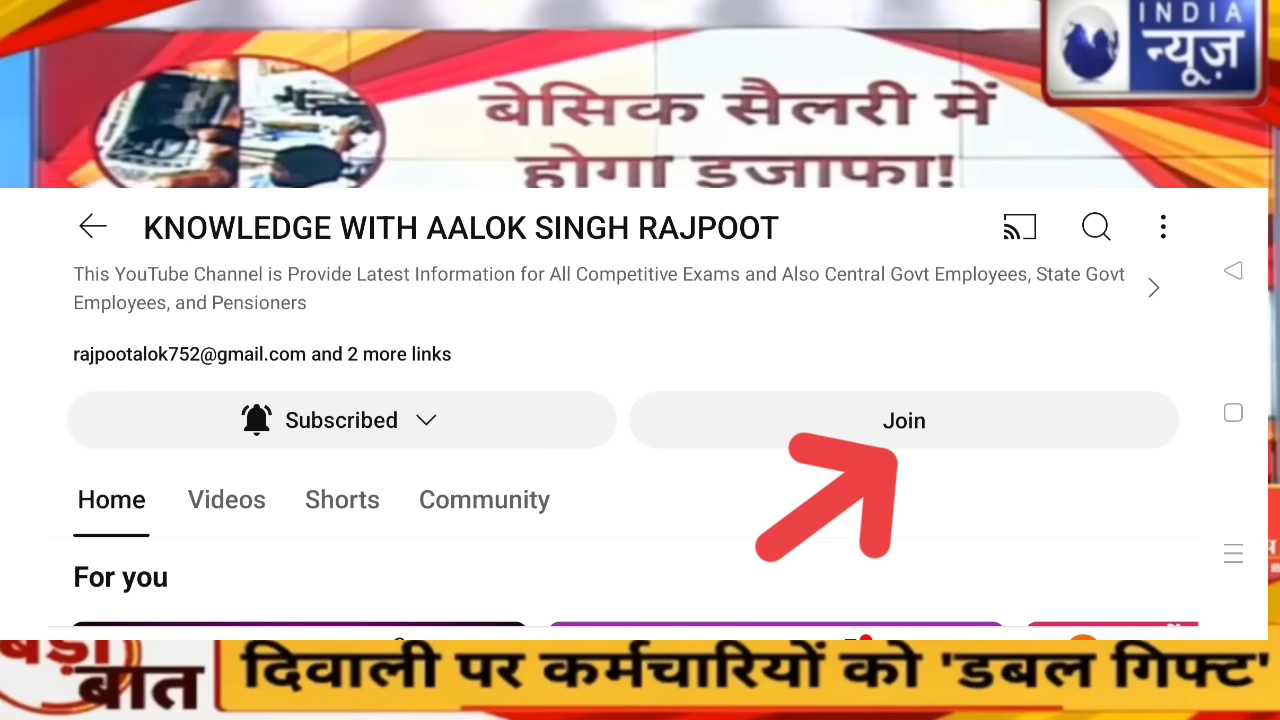 INDIA
न्यूज़
बेसिक सैलरी में
होगा इजाफा!
KNOWLEDGE WITH AALOK SINGH RAJPOOT
This YouTube Channel is Provide Latest Information for All Competitive Exams and Also Central Govt Employees, State Govt
Employees, and Pensioners
rajpootalok752@gmail.com and 2 more links
Subscribed
Join
Home Videos Shorts Community
For you
बड़ी
बात
दिवाली पर कर्मचारियों को 'डबल गिफ्ट'